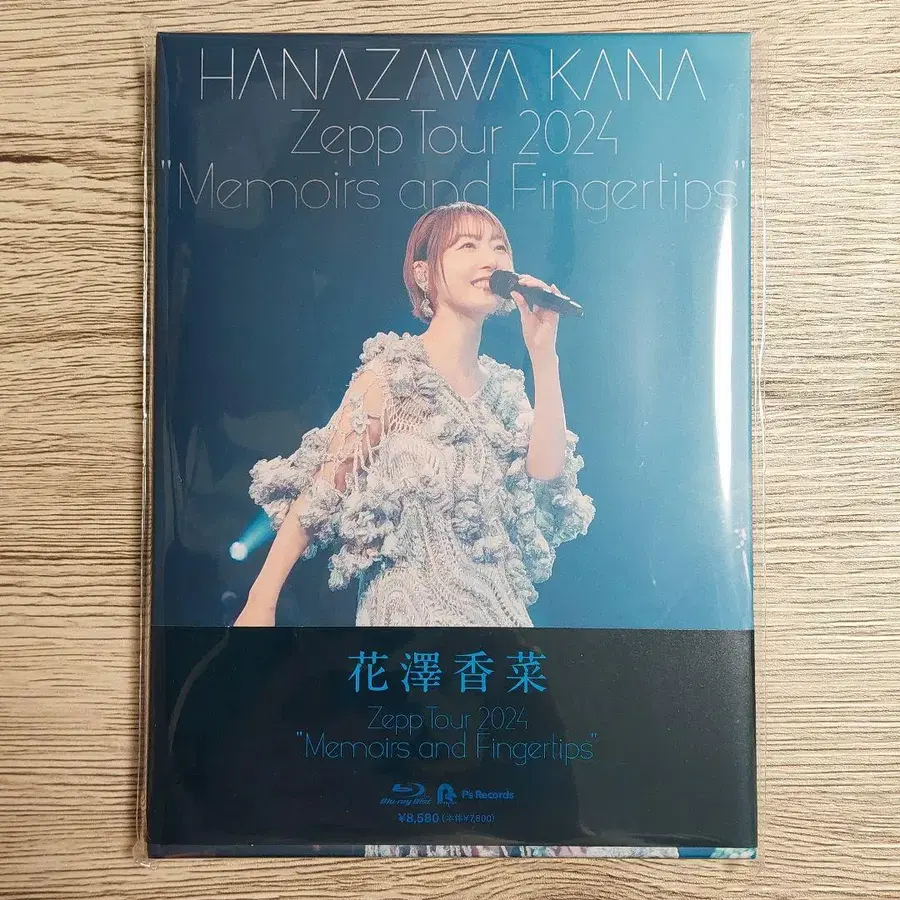 HANAZAWA KANA
Zepp Tour 2024
"Memoirs and Fingertips"
花澤香菜
Zepp Tour 2024
"Memoirs and Fingertips"
Blu-ray Disc P's Records
¥8,580(本体¥7,800)